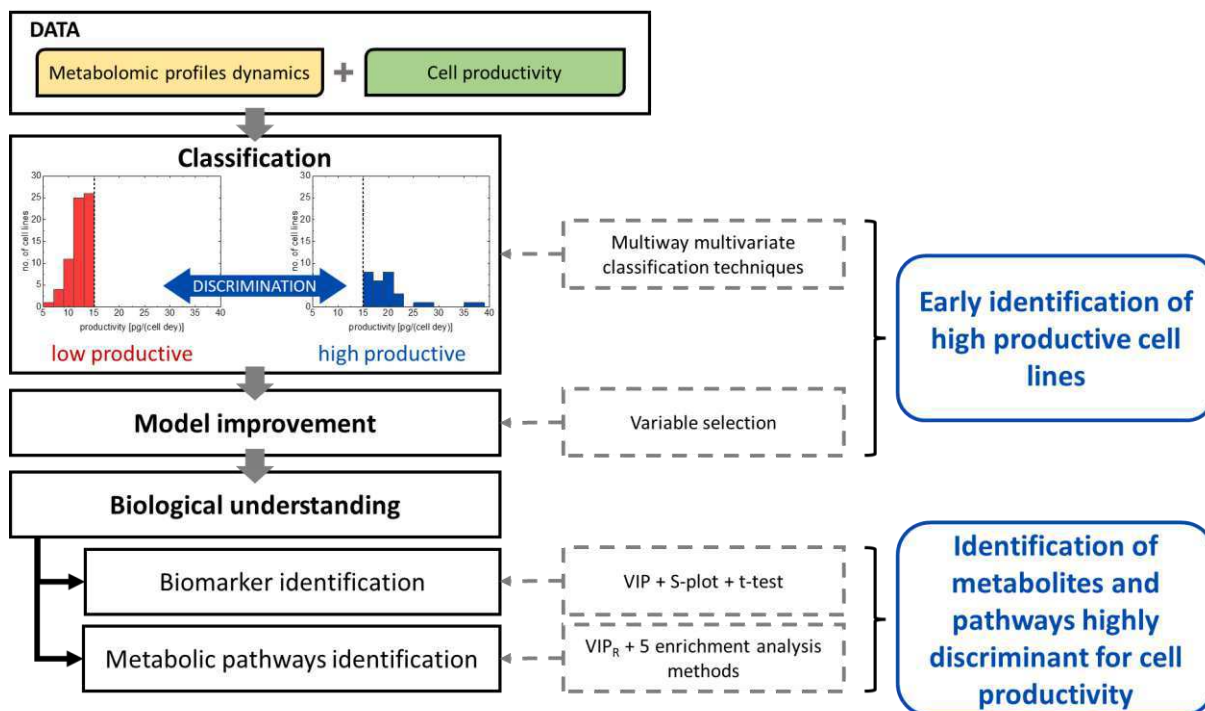 DATA
Metabolomic profiles dynamics + Cell productivity
Classification
30
25
20
15
10
5
0
no. of cell lines
5 10 15 20 25 30 35 40
productivity [pg/(cell dey)]
low productive
DISCRIMINATION
30
25
20
15
10
5
0
no. of cell lines
5 10 15 20 25 30 35 40
productivity [pg/(cell dey)]
high productive
Multiway multivariate
classification techniques
Model improvement
Variable selection
Early identification of
high productive cell
lines
Biological understanding
Biomarker identification
VIP + S-plot + t-test
Metabolic pathways identification
VIP_R + 5 enrichment analysis
methods
Identification of
metabolites and
pathways highly
discriminant for cell
productivity